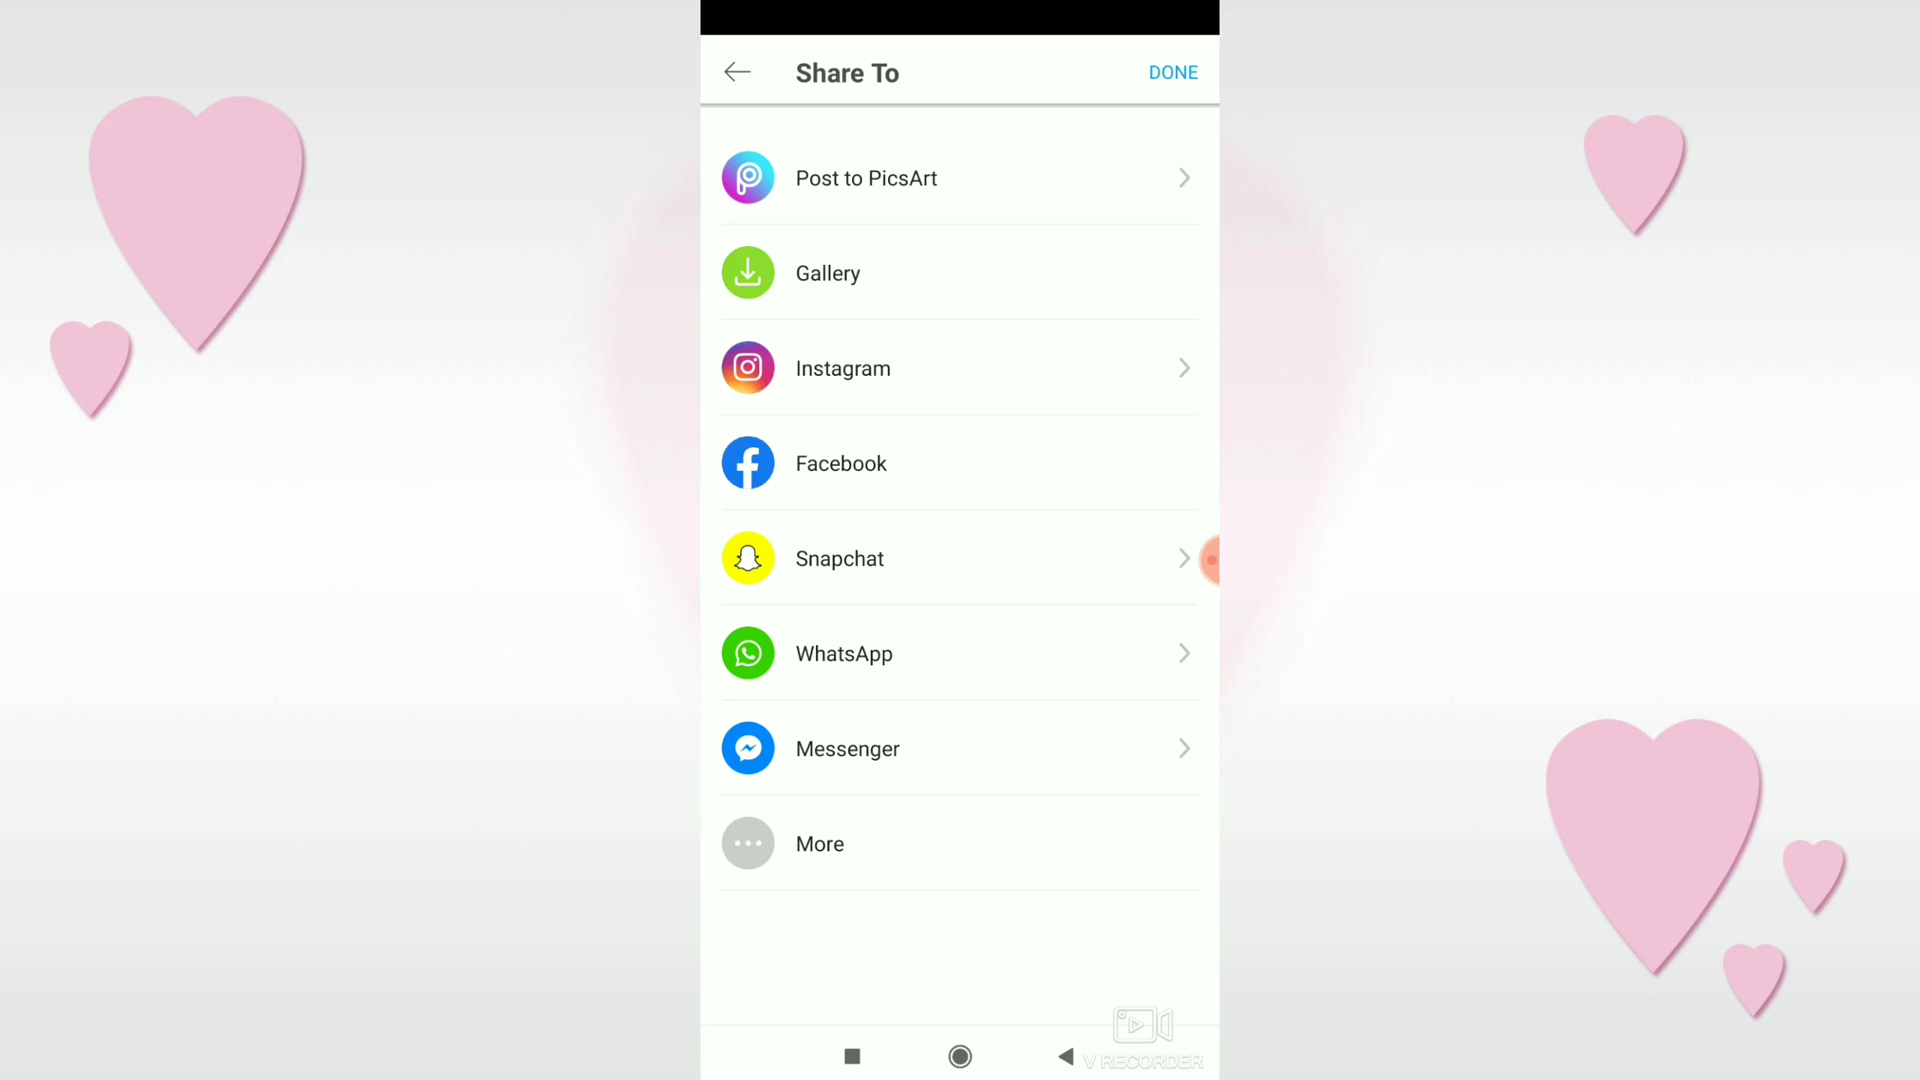 Share To
DONE
Post to PicsArt
Gallery
Instagram
Facebook
Snapchat
WhatsApp
Messenger
More
V RECORDER